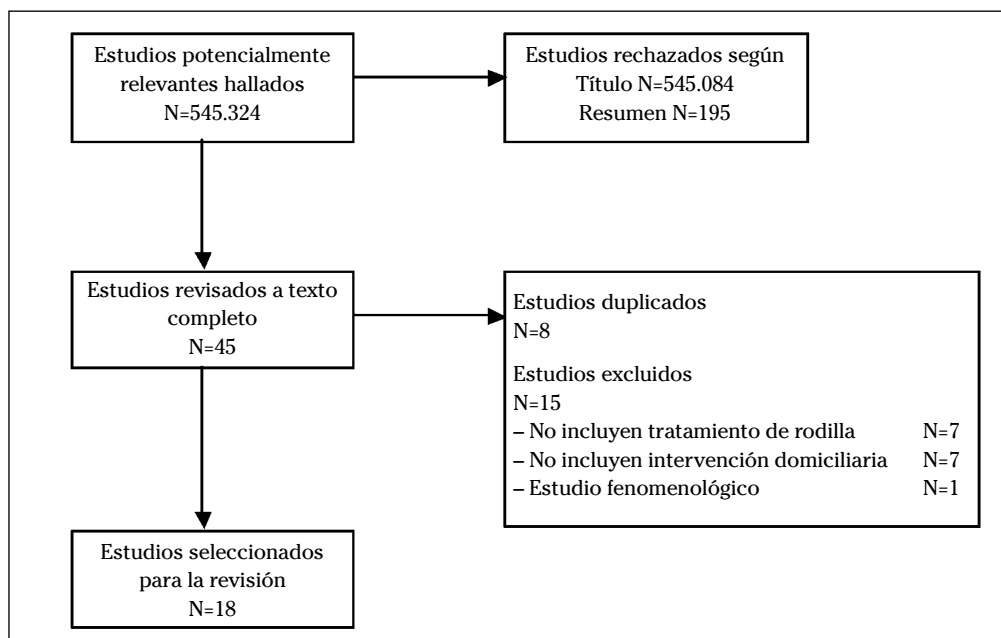 Estudios potencialmente
relevantes hallados
N=545.324
Estudios rechazados según
Título N=545.084
Resumen N=195
Estudios revisados a texto
completo
N=45
Estudios duplicados
N=8
Estudios excluidos
N=15
– No incluyen tratamiento de rodilla N=7
– No incluyen intervención domiciliaria N=7
– Estudio fenomenológico N=1
Estudios seleccionados
para la revisión
N=18